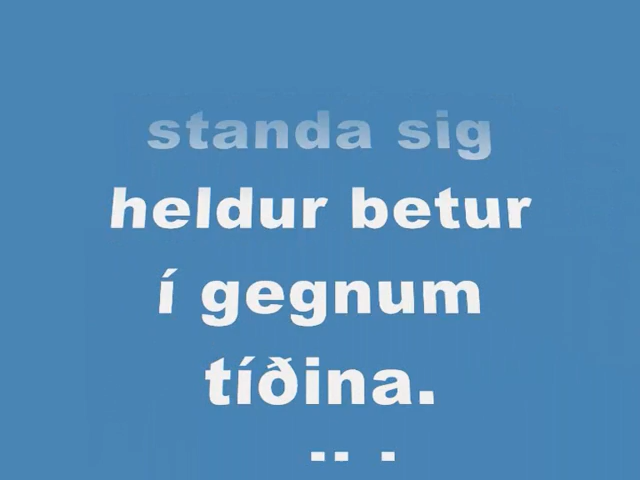 standa sig
heldur betur
í gegnum
tíðina.